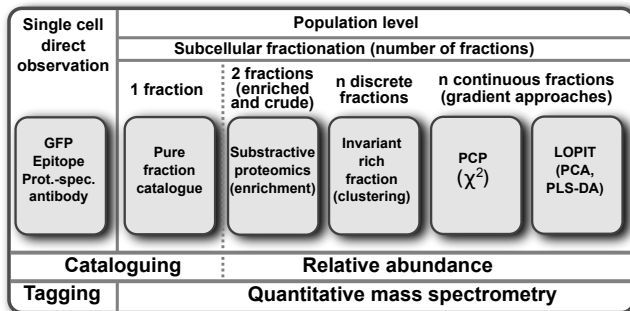 Single cell
direct
observation
Population level
Subcellular fractionation (number of fractions)
1 fraction
2 fractions
(enriched
and crude)
n discrete
fractions
n continuous fractions
(gradient approaches)
GFP
Epitope
Prot.-spec.
antibody
Pure
fraction
catalogue
Substractive
proteomics
(enrichment)
Invariant
rich
fraction
(clustering)
PCP
(χ²)
LOPIT
(PCA,
PLS-DA)
Cataloguing
Relative abundance
Tagging
Quantitative mass spectrometry